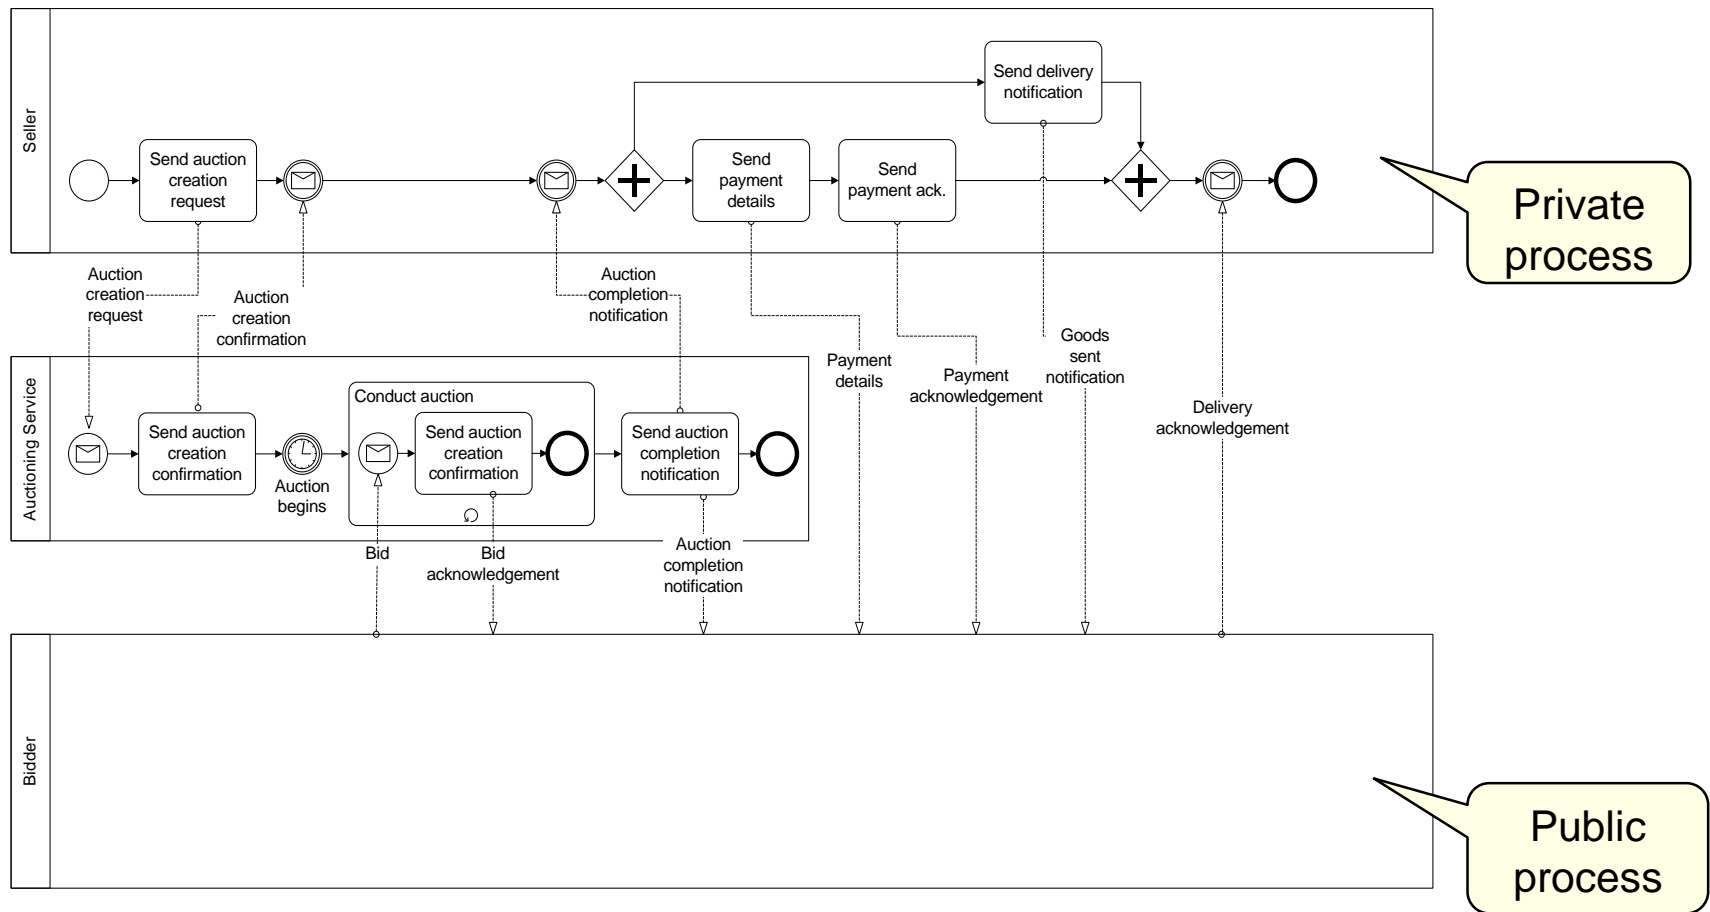 Seller
Send auction
creation
request
Send
payment
details
Send
payment ack.
Send delivery
notification
Private
process
Auction
creation
request
Auction
creation
confirmation
Auction
completion
notification
Payment
details
Payment
acknowledgement
Goods
sent
notification
Delivery
acknowledgement
Auctioning Service
Send auction
creation
confirmation
Auction
begins
Conduct auction
Send auction
creation
confirmation
Send auction
completion
notification
Bid
Bid
acknowledgement
Auction
completion
notification
Bidder
Public
process